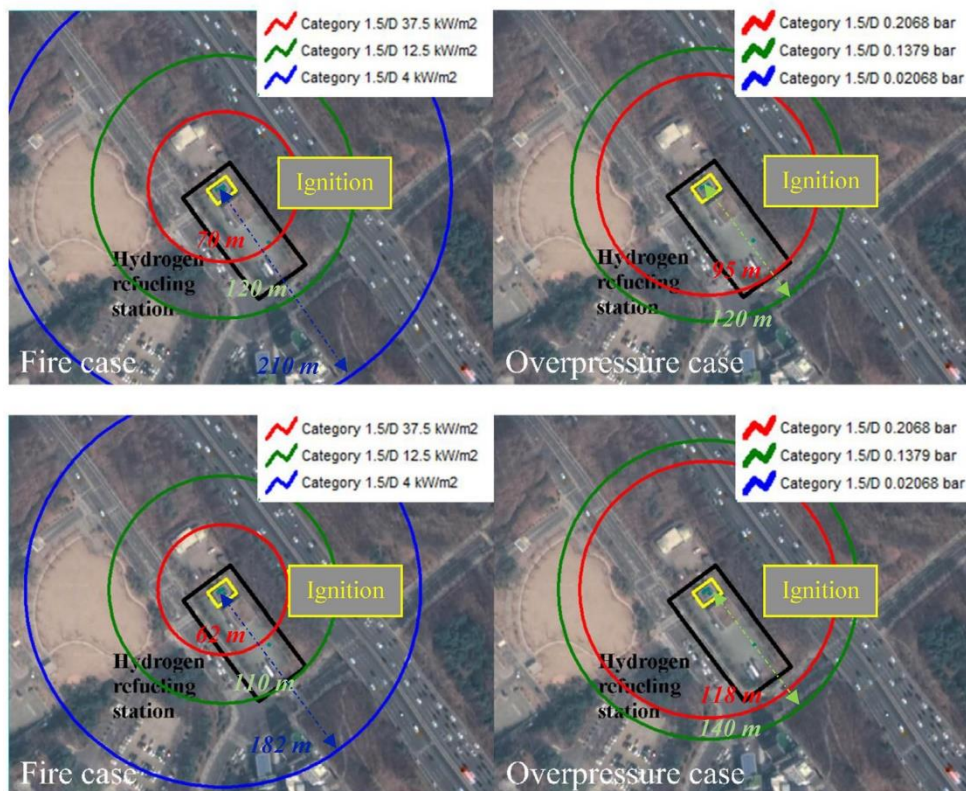 Category 1.5/D 37.5 kW/m2
Category 1.5/D 12.5 kW/m2
Category 1.5/D 4 kW/m2
Ignition
70 m
Hydrogen
refueling
station
120 m
210 m
Fire case
Category 1.5/D 0.2068 bar
Category 1.5/D 0.1379 bar
Category 1.5/D 0.02068 bar
Ignition
Hydrogen
refueling
station
95 m
120 m
Overpressure case
Category 1.5/D 37.5 kW/m2
Category 1.5/D 12.5 kW/m2
Category 1.5/D 4 kW/m2
Ignition
62 m
Hydrogen
refueling
station
110 m
182 m
Fire case
Category 1.5/D 0.2068 bar
Category 1.5/D 0.1379 bar
Category 1.5/D 0.02068 bar
Ignition
Hydrogen
refueling
station
118 m
140 m
Overpressure case